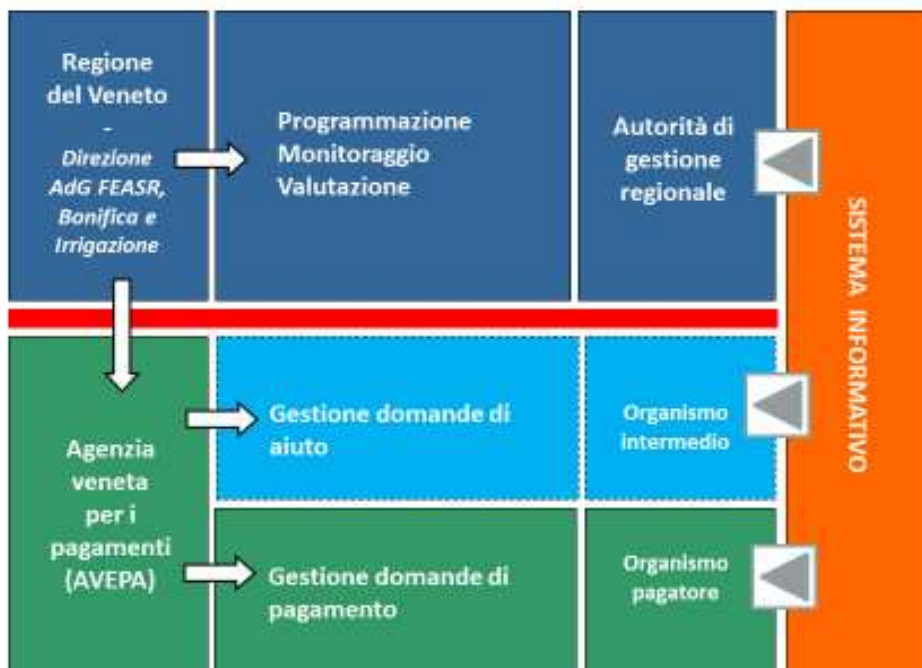 Regione
del Veneto
-
Direzione
AdG FEASR,
Bonifica e
Irrigazione
Programmazione
Monitoraggio
Valutazione
Autorità di
gestione
regionale
SISTEMA INFORMATIVO
Agenzia
veneta
per i
pagamenti
(AVEPA)
Gestione domande di
aiuto
Organismo
intermedio
Gestione domande di
pagamento
Organismo
pagatore